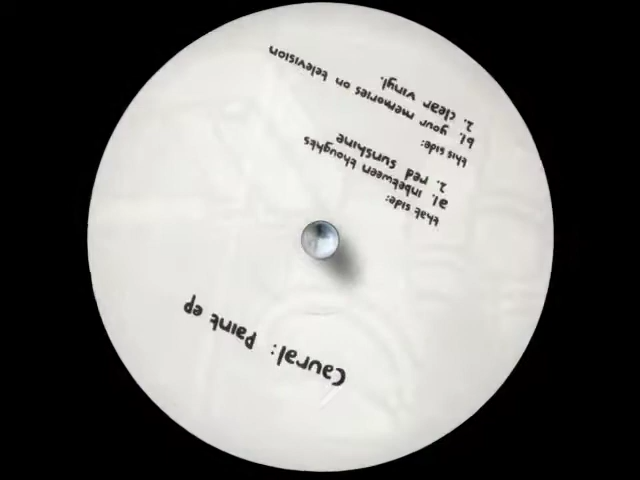 Caural: Paint ep
that side:
a1. inbetween thoughts
2. red sunshine
this side:
b1. your memories on television
2. clear vinyl.